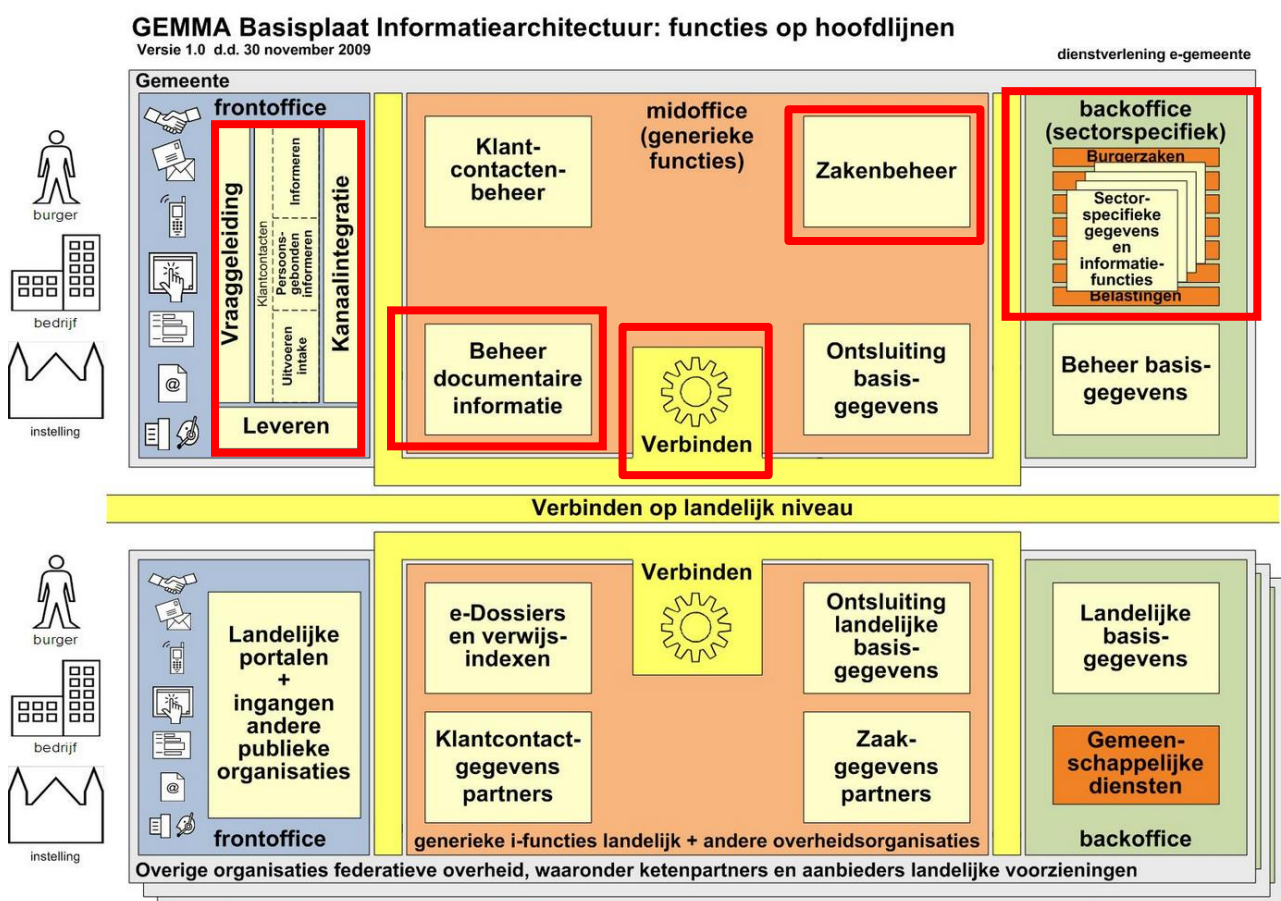 GEMMA Basisplaat Informatiearchitectuur: functies op hoofdlijnen
Versie 1.0 d.d. 30 november 2009
dienstverlening e-gemeente
Gemeente
burger
bedrijf
instelling
frontoffice
Vraaggeleiding
Klantcontacten
Informeren
Persoons-
gebonden
informeren
Uitvoeren
intake
Kanaalintegratie
Leveren
@
midoffice
(generieke
functies)
Klant-
contacten-
beheer
Zakenbeheer
Beheer
documentaire
informatie
Verbinden
Ontsluiting
basis-
gegevens
backoffice
(sectorspecifiek)
Burgerzaken
Sector-
specifieke
gegevens
en
informatie-
functies
Belastingen
Beheer basis-
gegevens
Verbinden op landelijk niveau
burger
bedrijf
instelling
@
Landelijke
portalen
+
ingangen
andere
publieke
organisaties
frontoffice
e-Dossiers
en verwijs-
indexen
Verbinden
Ontsluiting
landelijke
basis-
gegevens
Klantcontact-
gegevens
partners
Zaak-
gegevens
partners
generieke i-functies landelijk + andere overheidsorganisaties
Landelijke
basis-
gegevens
Gemeen-
schappelijke
diensten
backoffice
Overige organisaties federatieve overheid, waaronder ketenpartners en aanbieders landelijke voorzieningen